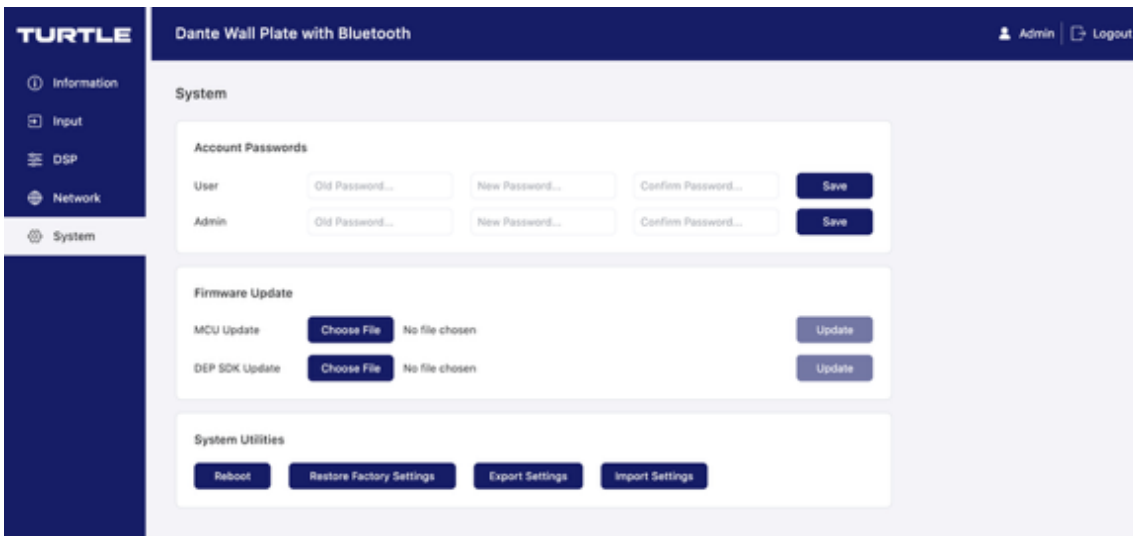 TURTLE
Dante Wall Plate with Bluetooth
Admin
Logout
Information
Input
DSP
Network
System
System
Account Passwords
User Old Password... New Password... Confirm Password... Save
Admin Old Password... New Password... Confirm Password... Save
Firmware Update
MCU Update Choose File No file chosen Update
DEP SDK Update Choose File No file chosen Update
System Utilities
Reboot Restore Factory Settings Export Settings Import Settings